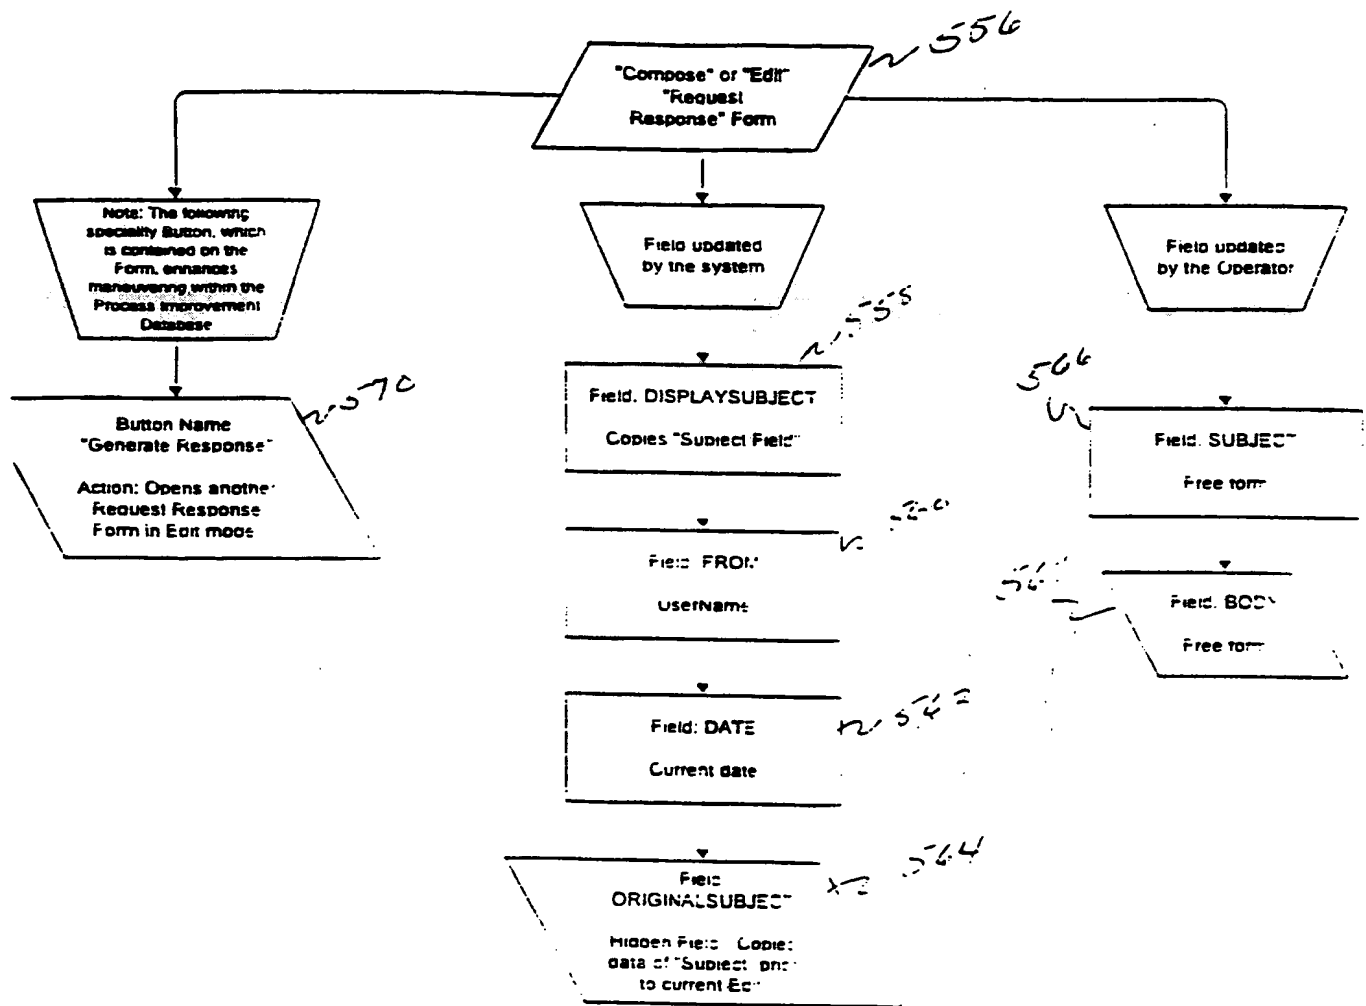 556
"Compose" or "Edit"
"Request
Response" Form
Note: The following
speciality Button, which
is contained on the
Form, enhances
maneuvering within the
Process Improvement
Database
Field updated
by the system
Field updated
by the Operator
570
Button Name
"Generate Response"
Action: Opens another
Request Response
Form in Edit mode
Field. DISPLAYSUBJECT
Copies "Subject Field"
566
Field. SUBJECT
Free form
Field. FROM
UserName
Field. BODY
Free form
Field: DATE
Current date
562
564
Field
ORIGINALSUBJECT
Hidden Field Copies
data of "Subject" prior
to current Edit